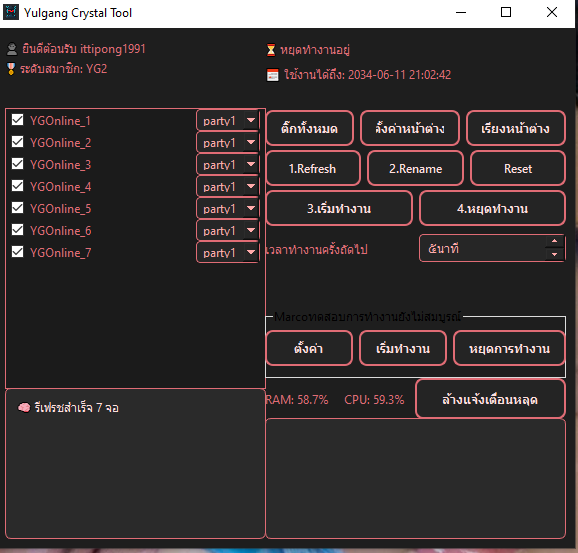 Yulgang Crystal Tool
ยินดีต้อนรับ ittipong1991
หยุดทำงานอยู่
ระดับสมาชิก: YG2
ใช้งานได้ถึง: 2034-06-11 21:02:42
YGOnline_1 party1
YGOnline_2 party1
YGOnline_3 party1
YGOnline_4 party1
YGOnline_5 party1
YGOnline_6 party1
YGOnline_7 party1
ติ๊กทั้งหมด ตั้งค่าหน้าต่าง เรียงหน้าต่าง
1.Refresh 2.Rename Reset
3.เริ่มทำงาน 4.หยุดทำงาน
เวลาทำงานครั้งถัดไป ๕นาที
Marcoทดสอบการทำงานยังไม่สมบูรณ์
ตั้งค่า เริ่มทำงาน หยุดการทำงาน
RAM: 58.7% CPU: 59.3% ล้างแจ้งเตือนหลุด
รีเฟรชสำเร็จ 7 จอ